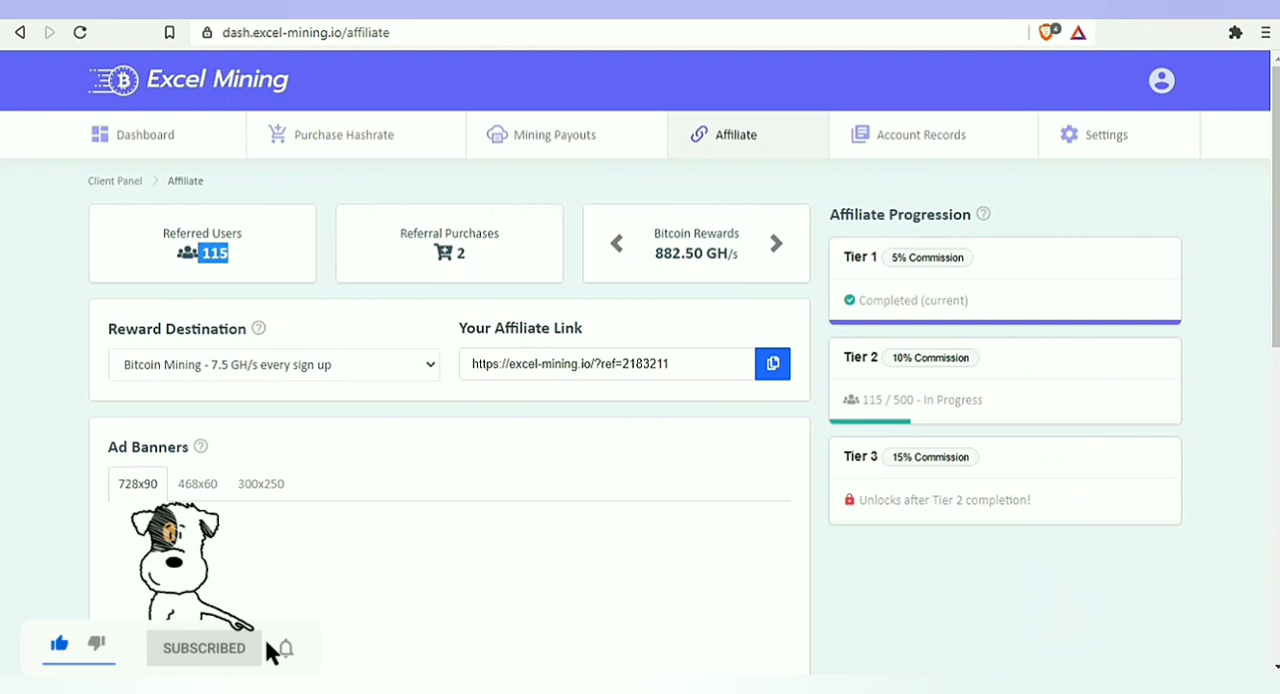 dash.excel-mining.io/affiliate
4
Excel Mining
Dashboard
Purchase Hashrate
Mining Payouts
Affiliate
Account Records
Settings
Client Panel
Affiliate
Referred Users
115
Referral Purchases
2
Bitcoin Rewards
882.50 GH/s
Reward Destination ?
Bitcoin Mining - 7.5 GH/s every sign up
Your Affiliate Link
https://excel-mining.io/?ref=2183211
Ad Banners ?
728x90 468x60 300x250
SUBSCRIBED
Affiliate Progression ?
Tier 1 5% Commission
Completed (current)
Tier 2 10% Commission
115 / 500 - In Progress
Tier 3 15% Commission
Unlocks after Tier 2 completion!